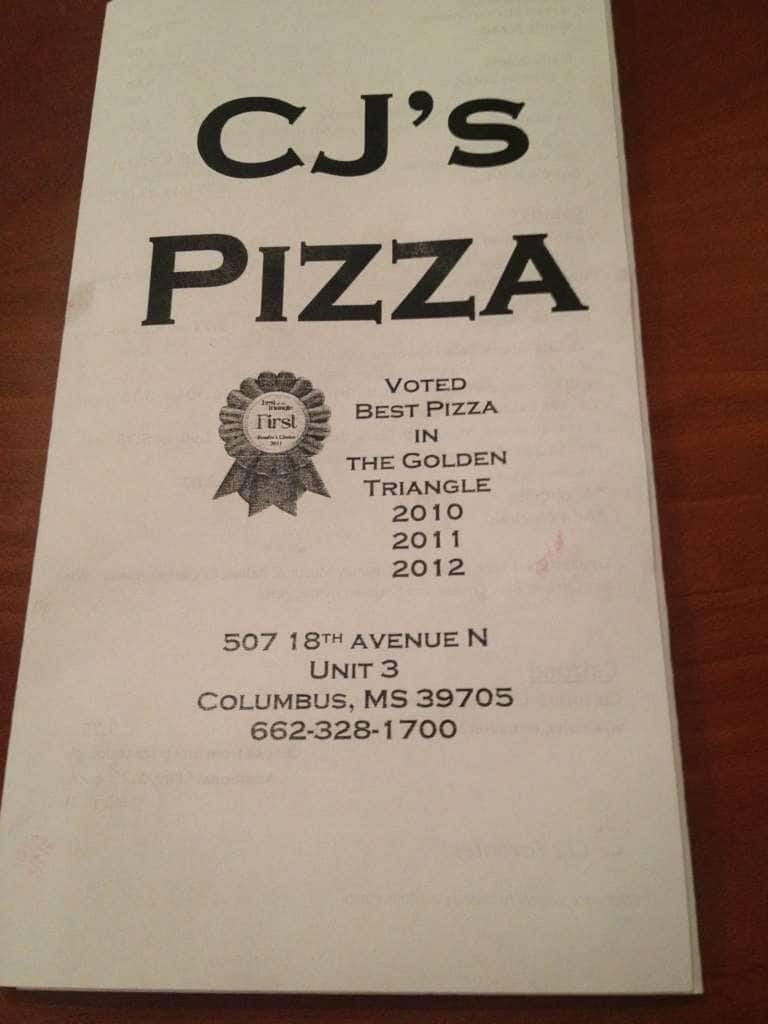 CJ's
PIZZA
First
2011
VOTED
BEST PIZZA
IN
THE GOLDEN
TRIANGLE
2010
2011
2012
507 18TH AVENUE N
UNIT 3
COLUMBUS, MS 39705
662-328-1700